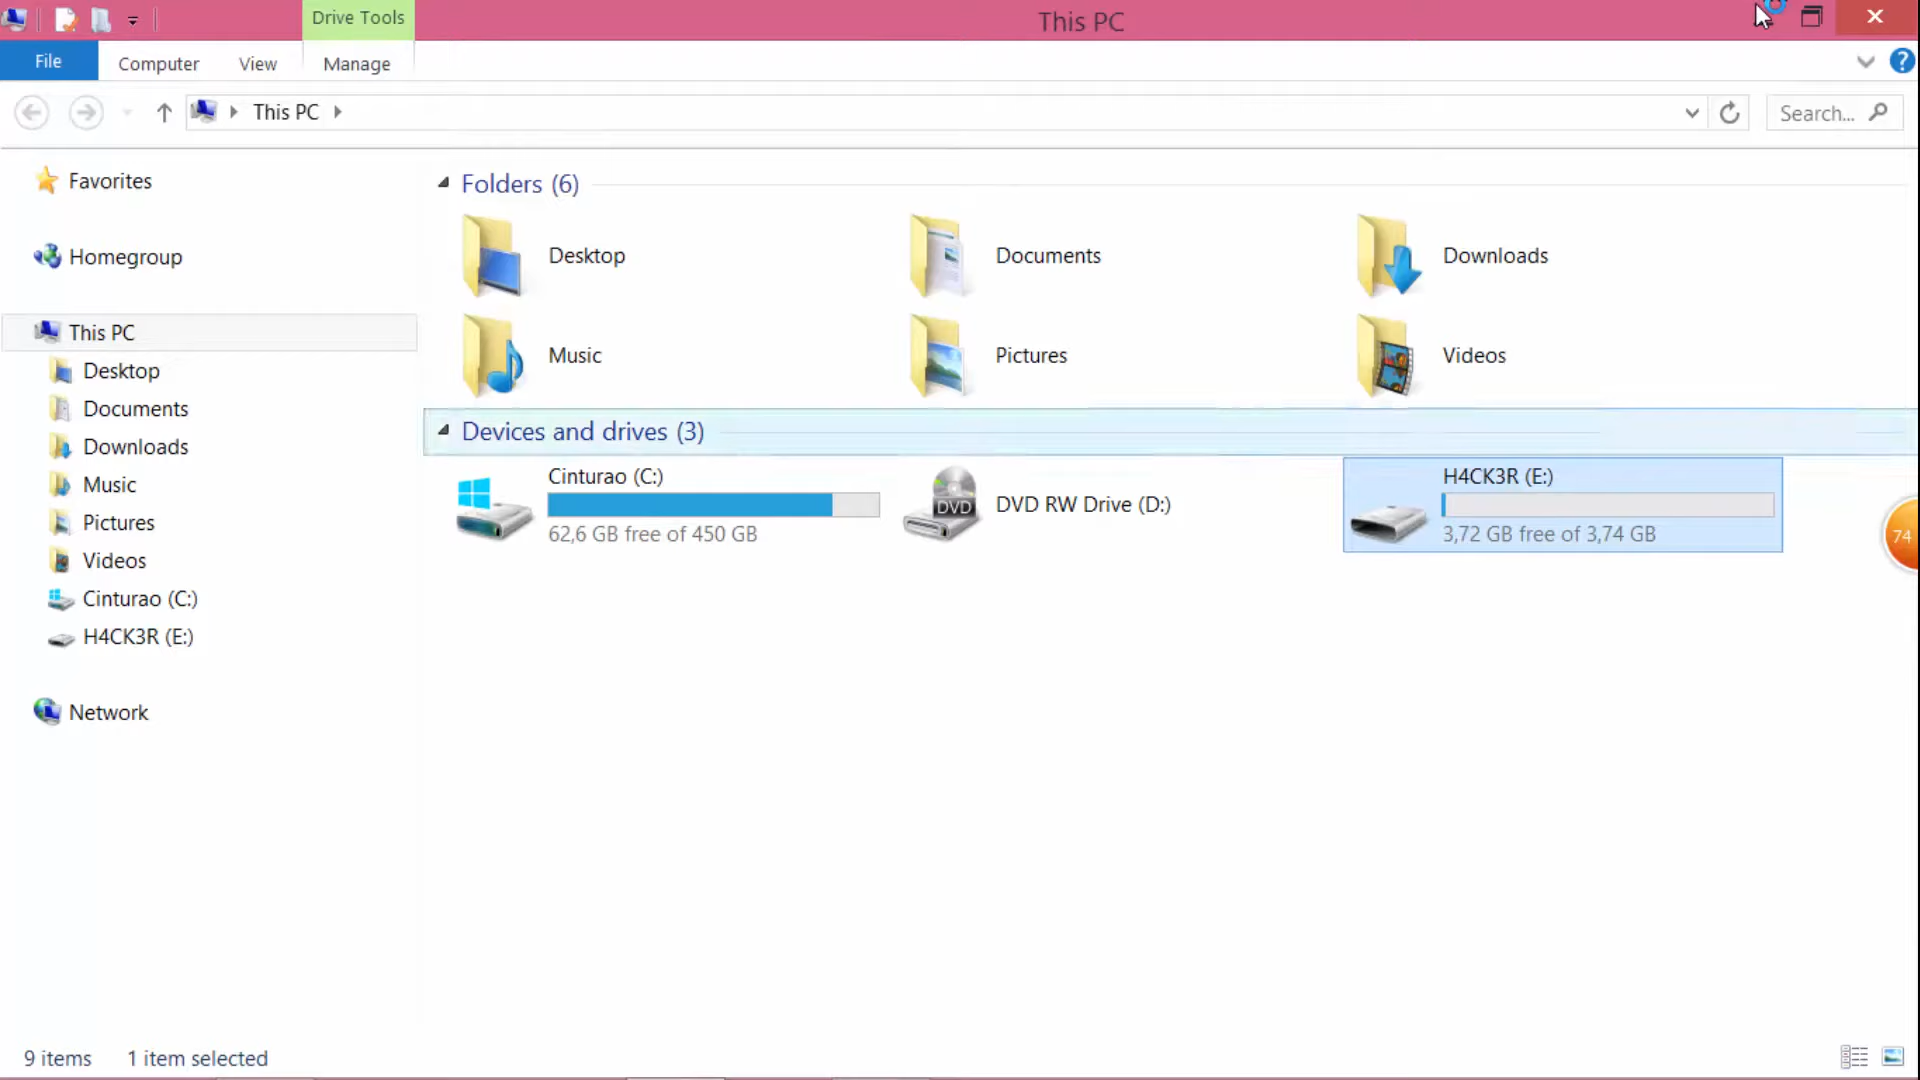 Drive Tools
This PC
File
Computer
View
Manage
This PC
Search...
Favorites
Homegroup
This PC
Desktop
Documents
Downloads
Music
Pictures
Videos
Cinturao (C:)
H4CK3R (E:)
Network
Folders (6)
Desktop
Documents
Downloads
Music
Pictures
Videos
Devices and drives (3)
Cinturao (C:)
62,6 GB free of 450 GB
DVD
DVD RW Drive (D:)
H4CK3R (E:)
3,72 GB free of 3,74 GB
74
9 items
1 item selected